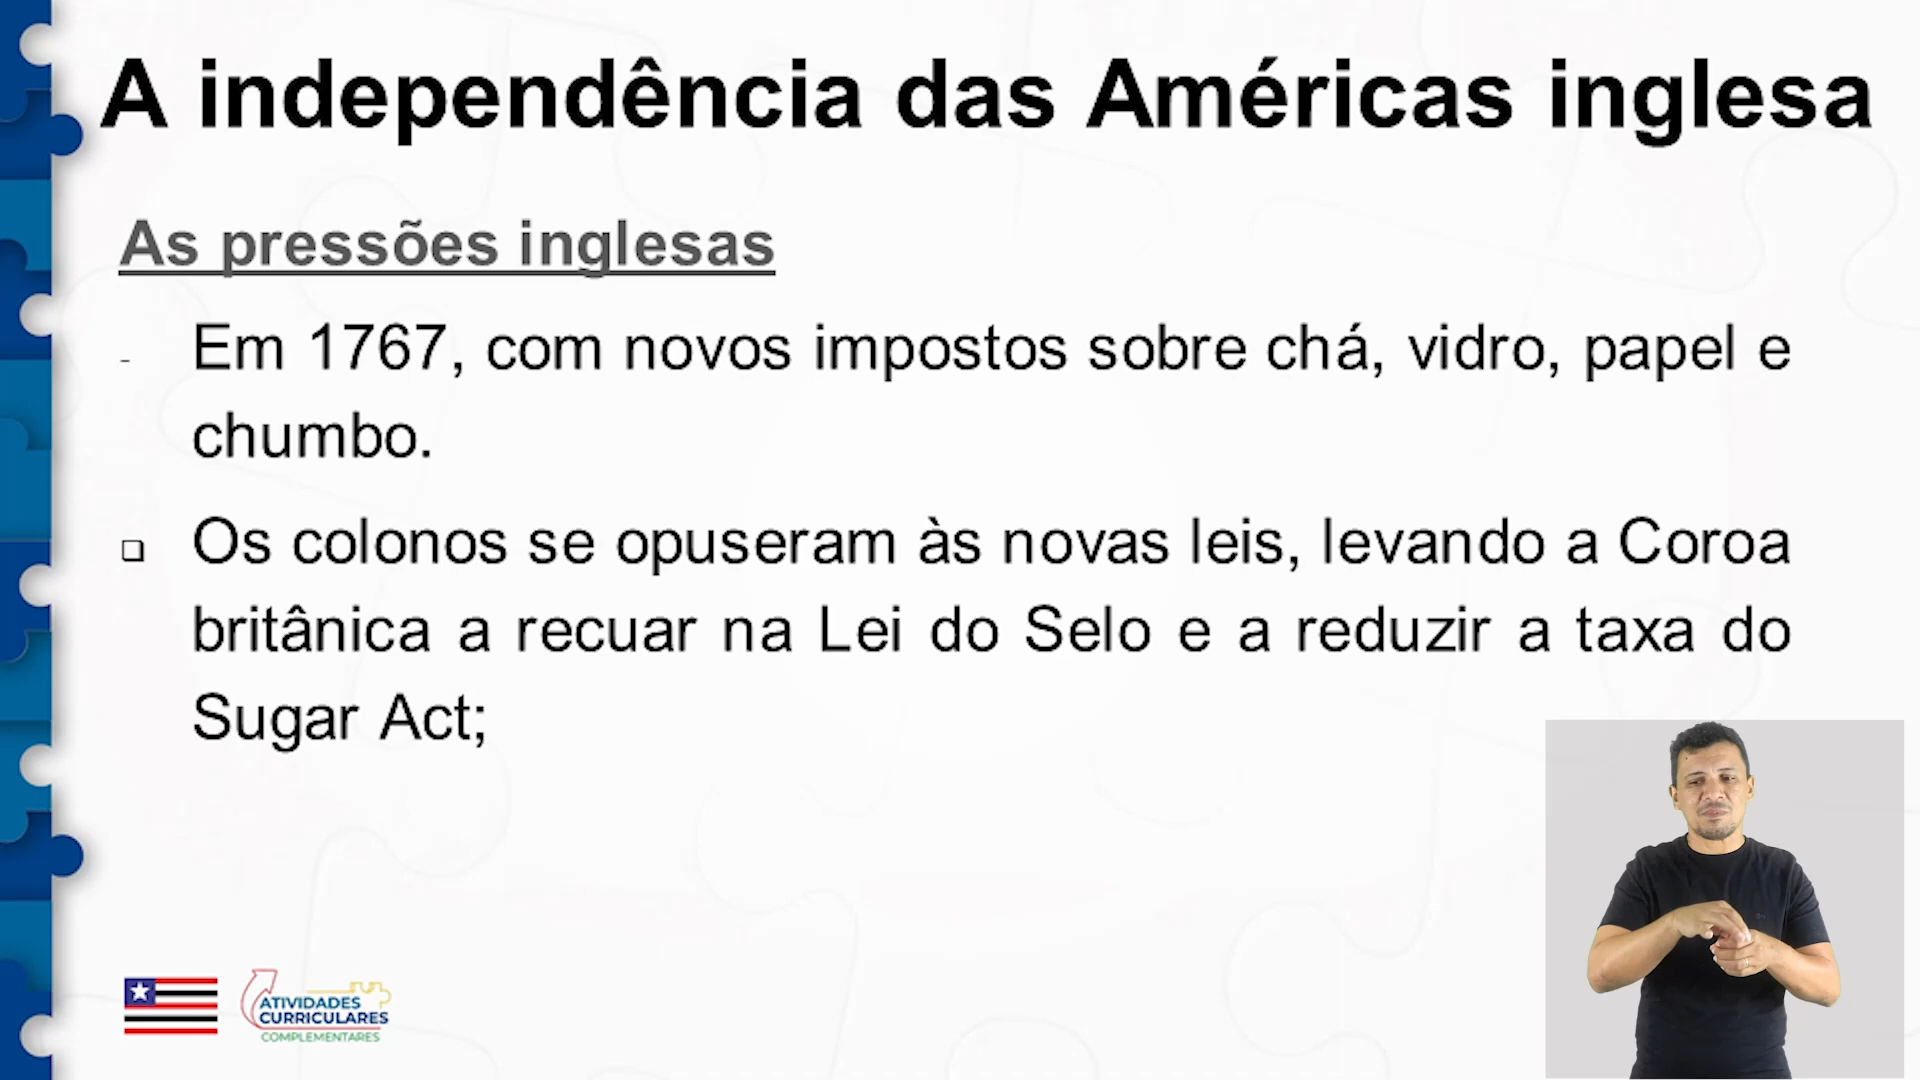 A independência das Américas inglesa
As pressões inglesas
- Em 1767, com novos impostos sobre chá, vidro, papel e
chumbo.
❑ Os colonos se opuseram às novas leis, levando a Coroa
britânica a recuar na Lei do Selo e a reduzir a taxa do
Sugar Act;
ATIVIDADES
CURRICULARES
COMPLEMENTARES